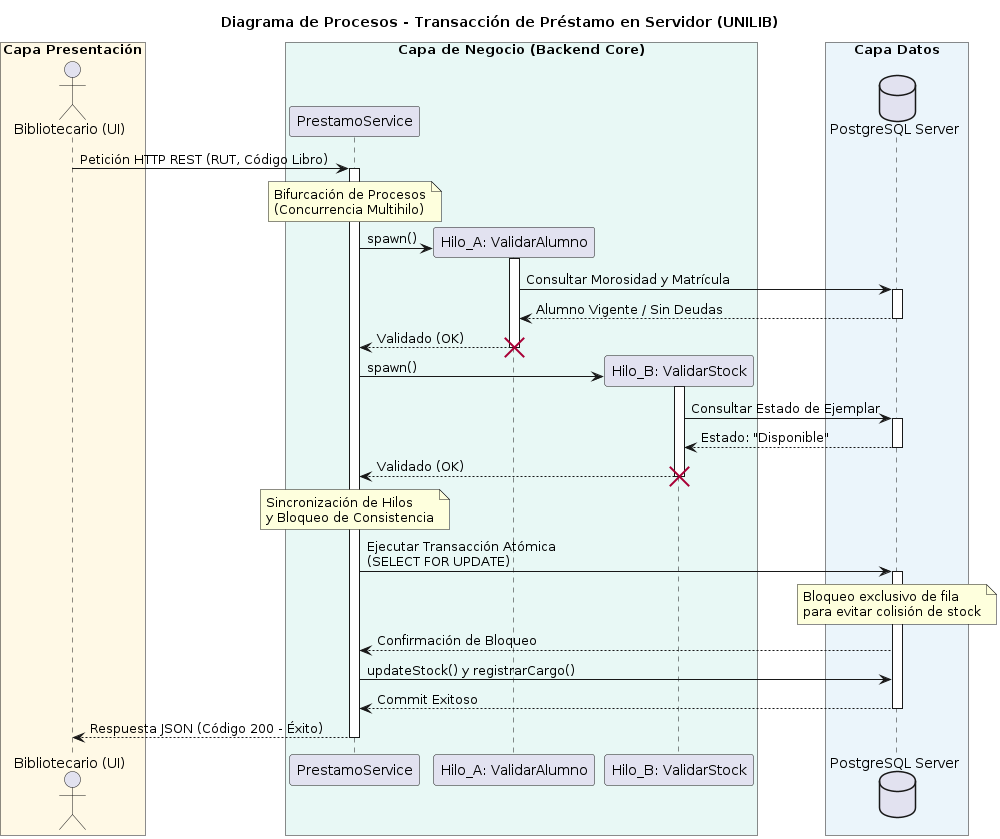 Diagrama de Procesos - Transacción de Préstamo en Servidor (UNILIB)
Capa Presentación
Capa de Negocio (Backend Core)
Capa Datos
Bibliotecario (UI)
PrestamoService
PostgreSQL Server
Petición HTTP REST (RUT, Código Libro)
Bifurcación de Procesos
(Concurrencia Multihilo)
spawn()
Hilo_A: ValidarAlumno
Consultar Morosidad y Matrícula
Alumno Vigente / Sin Deudas
Validado (OK)
spawn()
Hilo_B: ValidarStock
Consultar Estado de Ejemplar
Estado: "Disponible"
Validado (OK)
Sincronización de Hilos
y Bloqueo de Consistencia
Ejecutar Transacción Atómica
(SELECT FOR UPDATE)
Bloqueo exclusivo de fila
para evitar colisión de stock
Confirmación de Bloqueo
updateStock() y registrarCargo()
Commit Exitoso
Respuesta JSON (Código 200 - Éxito)
Bibliotecario (UI)
PrestamoService
Hilo_A: ValidarAlumno
Hilo_B: ValidarStock
PostgreSQL Server